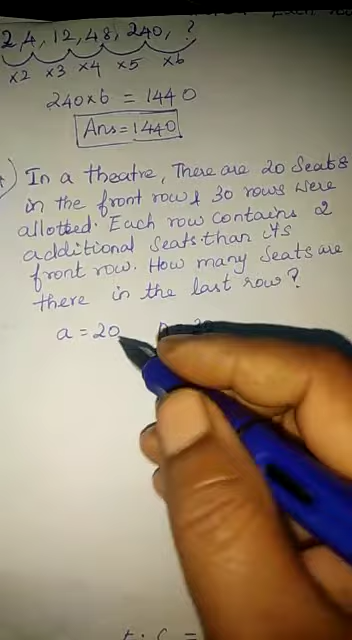 2, 4, 12, 48, 240, ?
×2 ×3 ×4 ×5 ×6
240×6 = 1440
Ans=1440
In a theatre, There are 20 Seats
in the front row & 30 rows were
allotted. Each row contains 2
additional Seats than its
front row. How many Seats are
there in the last row?
a = 20